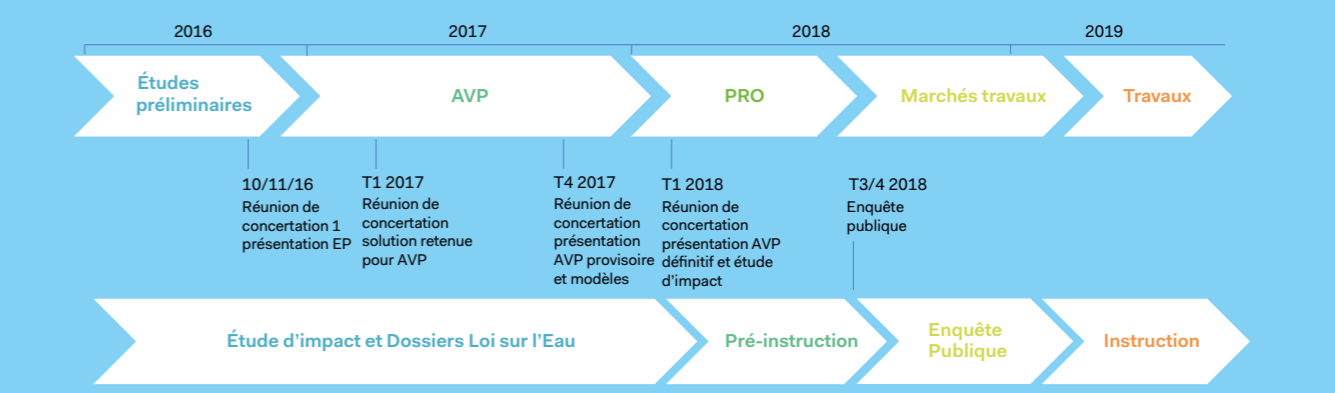 2016
2017
2018
2019
Études
préliminaires
AVP
PRO
Marchés travaux
Travaux
10/11/16
Réunion de
concertation 1
présentation EP
T1 2017
Réunion de
concertation
solution retenue
pour AVP
T4 2017
Réunion de
concertation
présentation
AVP provisoire
et modèles
T1 2018
Réunion de
concertation
présentation AVP
définitif et étude
d'impact
T3/4 2018
Enquête
publique
Étude d'impact et Dossiers Loi sur l'Eau
Pré-instruction
Enquête
Publique
Instruction